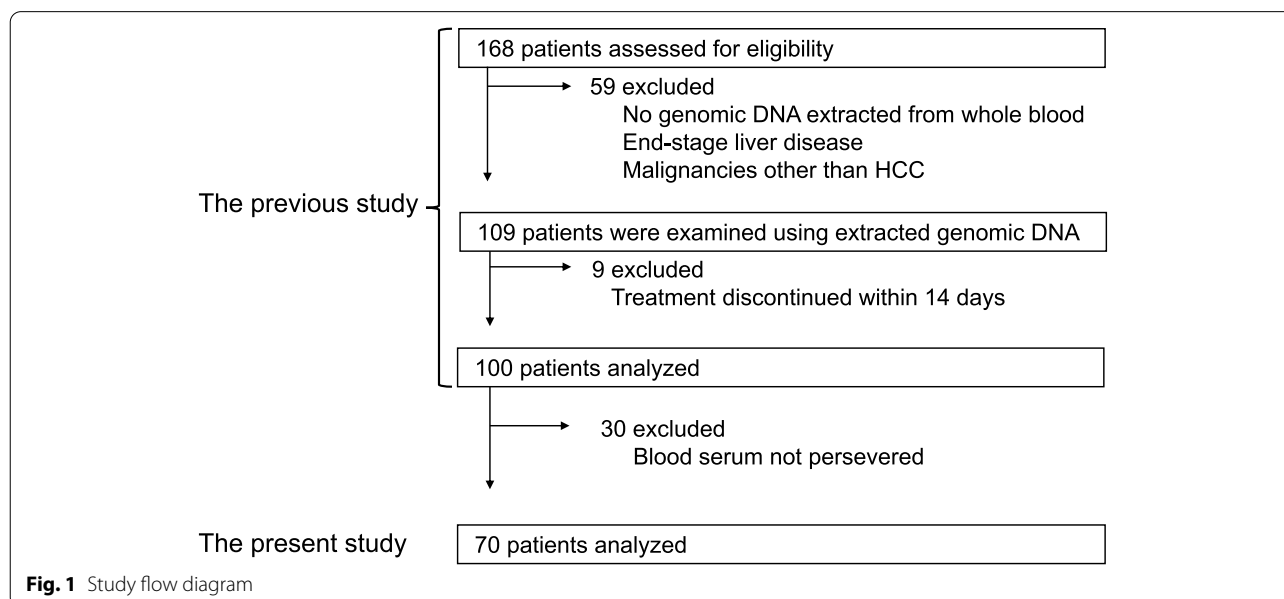 168 patients assessed for eligibility
59 excluded
No genomic DNA extracted from whole blood
End-stage liver disease
Malignancies other than HCC
The previous study
109 patients were examined using extracted genomic DNA
9 excluded
Treatment discontinued within 14 days
100 patients analyzed
30 excluded
Blood serum not persevered
The present study
70 patients analyzed
Fig. 1 Study flow diagram